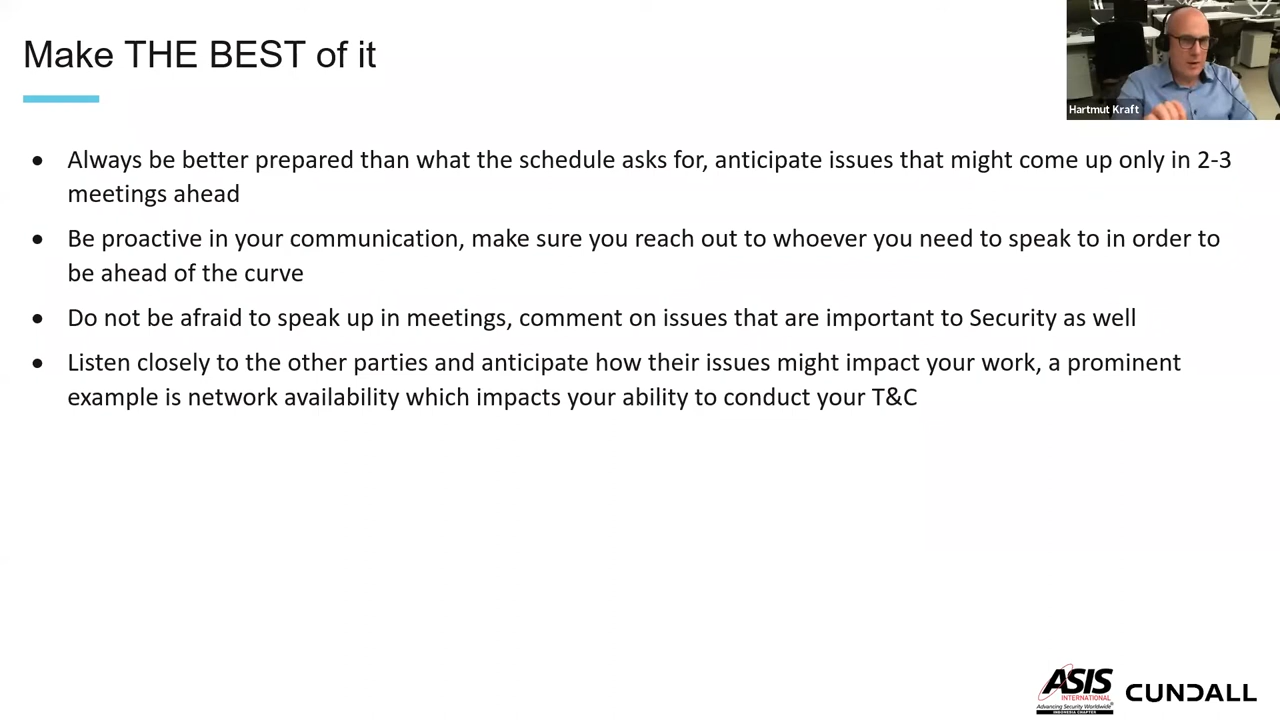 Make THE BEST of it
Hartmut Kraft
● Always be better prepared than what the schedule asks for, anticipate issues that might come up only in 2-3
meetings ahead
● Be proactive in your communication, make sure you reach out to whoever you need to speak to in order to
be ahead of the curve
● Do not be afraid to speak up in meetings, comment on issues that are important to Security as well
● Listen closely to the other parties and anticipate how their issues might impact your work, a prominent
example is network availability which impacts your ability to conduct your T&C
ASIS
INTERNATIONAL
Advancing Security Worldwide®
INDONESIA CHAPTER
CUNDALL